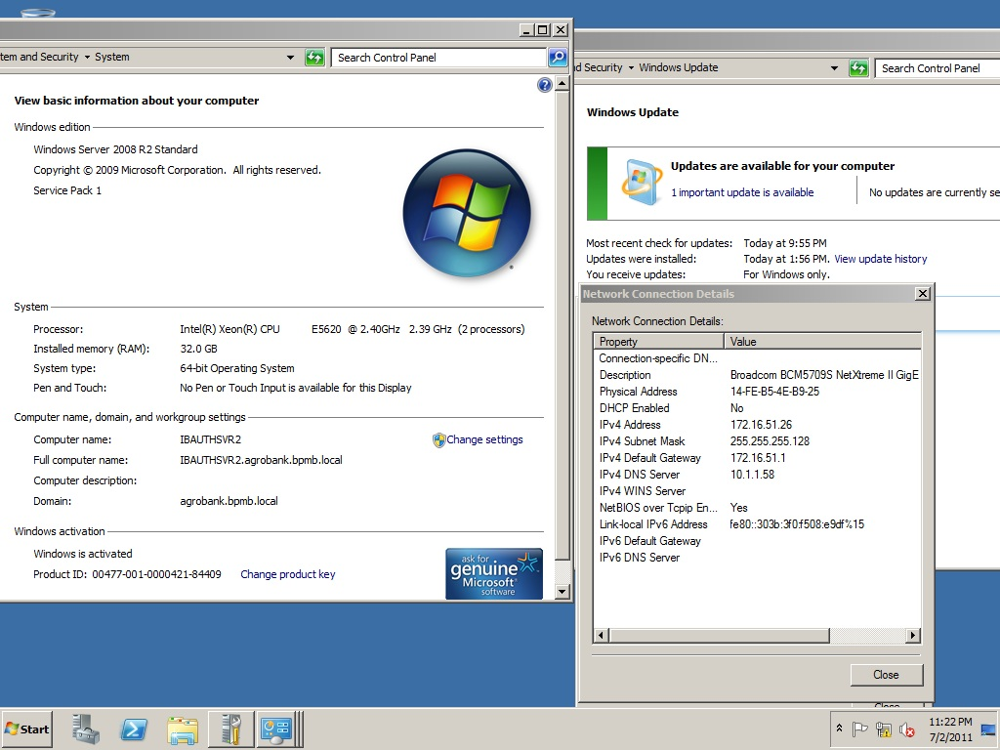 tem and Security
System
Search Control Panel
View basic information about your computer
Windows edition
Windows Server 2008 R2 Standard
Copyright © 2009 Microsoft Corporation. All rights reserved.
Service Pack 1
System
Processor: Intel(R) Xeon(R) CPU E5620 @ 2.40GHz 2.39 GHz (2 processors)
Installed memory (RAM): 32.0 GB
System type: 64-bit Operating System
Pen and Touch: No Pen or Touch Input is available for this Display
Computer name, domain, and workgroup settings
Computer name: IBAUTHSVR2
Change settings
Full computer name: IBAUTHSVR2.agrobank.bpmb.local
Computer description:
Domain: agrobank.bpmb.local
Windows activation
Windows is activated
Product ID: 00477-001-0000421-84409 Change product key
ask for
genuine
Microsoft
software
d Security
Windows Update
Search Control Panel
Windows Update
Updates are available for your computer
1 important update is available
No updates are currently se
Most recent check for updates: Today at 9:55 PM
Updates were installed: Today at 1:56 PM. View update history
You receive updates: For Windows only.
Network Connection Details
Network Connection Details:
Property Value
Connection-specific DN...
Description Broadcom BCM5709S NetXtreme II GigE
Physical Address 14-FE-B5-4E-B9-25
DHCP Enabled No
IPv4 Address 172.16.51.26
IPv4 Subnet Mask 255.255.255.128
IPv4 Default Gateway 172.16.51.1
IPv4 DNS Server 10.1.1.58
IPv4 WINS Server
NetBIOS over Tcpip En... Yes
Link-local IPv6 Address fe80::303b:3f0f:508:e9df%15
IPv6 Default Gateway
IPv6 DNS Server
Close
Close
Start
11:22 PM
7/2/2011